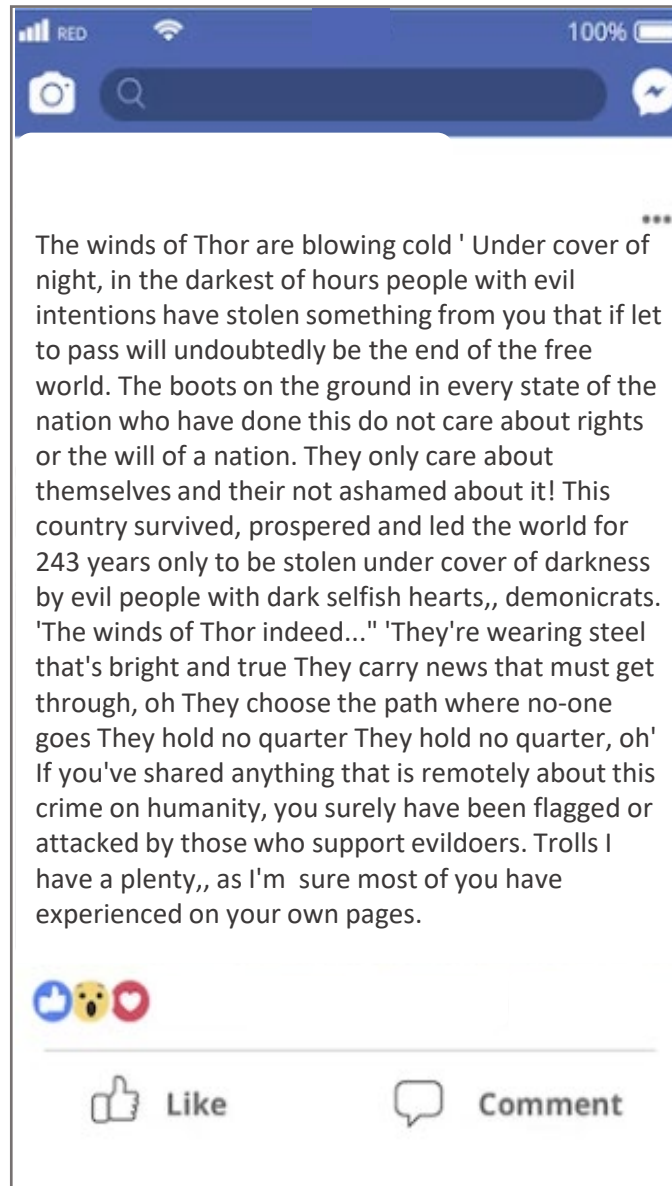 RED
100%
The winds of Thor are blowing cold ' Under cover of
night, in the darkest of hours people with evil
intentions have stolen something from you that if let
to pass will undoubtedly be the end of the free
world. The boots on the ground in every state of the
nation who have done this do not care about rights
or the will of a nation. They only care about
themselves and their not ashamed about it! This
country survived, prospered and led the world for
243 years only to be stolen under cover of darkness
by evil people with dark selfish hearts,, demonicrats.
'The winds of Thor indeed..." 'They're wearing steel
that's bright and true They carry news that must get
through, oh They choose the path where no-one
goes They hold no quarter They hold no quarter, oh'
If you've shared anything that is remotely about this
crime on humanity, you surely have been flagged or
attacked by those who support evildoers. Trolls I
have a plenty,, as I'm  sure most of you have
experienced on your own pages.
Like
Comment